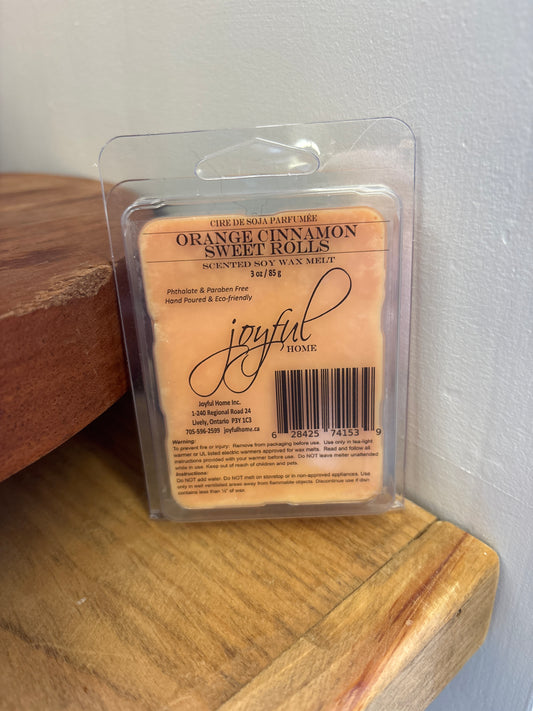 CIRE DE SOJA PARFUMÉE
ORANGE CINNAMON
SWEET ROLLS
SCENTED SOY WAX MELT
3 oz / 85 g
Phthalate & Paraben Free
Hand Poured & Eco-friendly
joyful
HOME
Joyful Home Inc.
1-240 Regional Road 24
Lively, Ontario P3Y 1C3
705-596-2599 joyfulhome.ca
6 28425 74153 9
Warning:
To prevent fire or injury: Remove from packaging before use. Use only in tea-light
warmer or UL listed electric warmers approved for wax melts. Read and follow all
instructions provided with your warmer before use. Do NOT leave melter unattended
while in use. Keep out of reach of children and pets.
Instructions:
Do NOT add water. Do NOT melt on stovetop or in non-approved appliances. Use
only in well ventilated areas away from flammable objects. Discontinue use if dish
contains less than ¼" of wax.